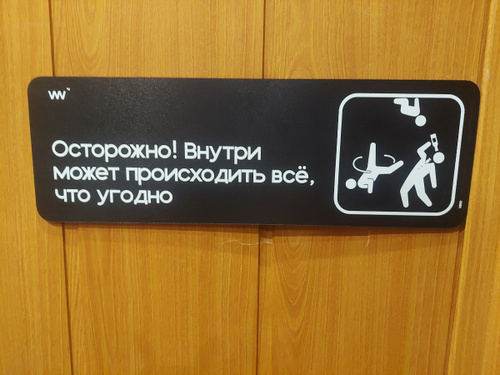 Осторожно! Внутри
может происходить всё,
что угодно